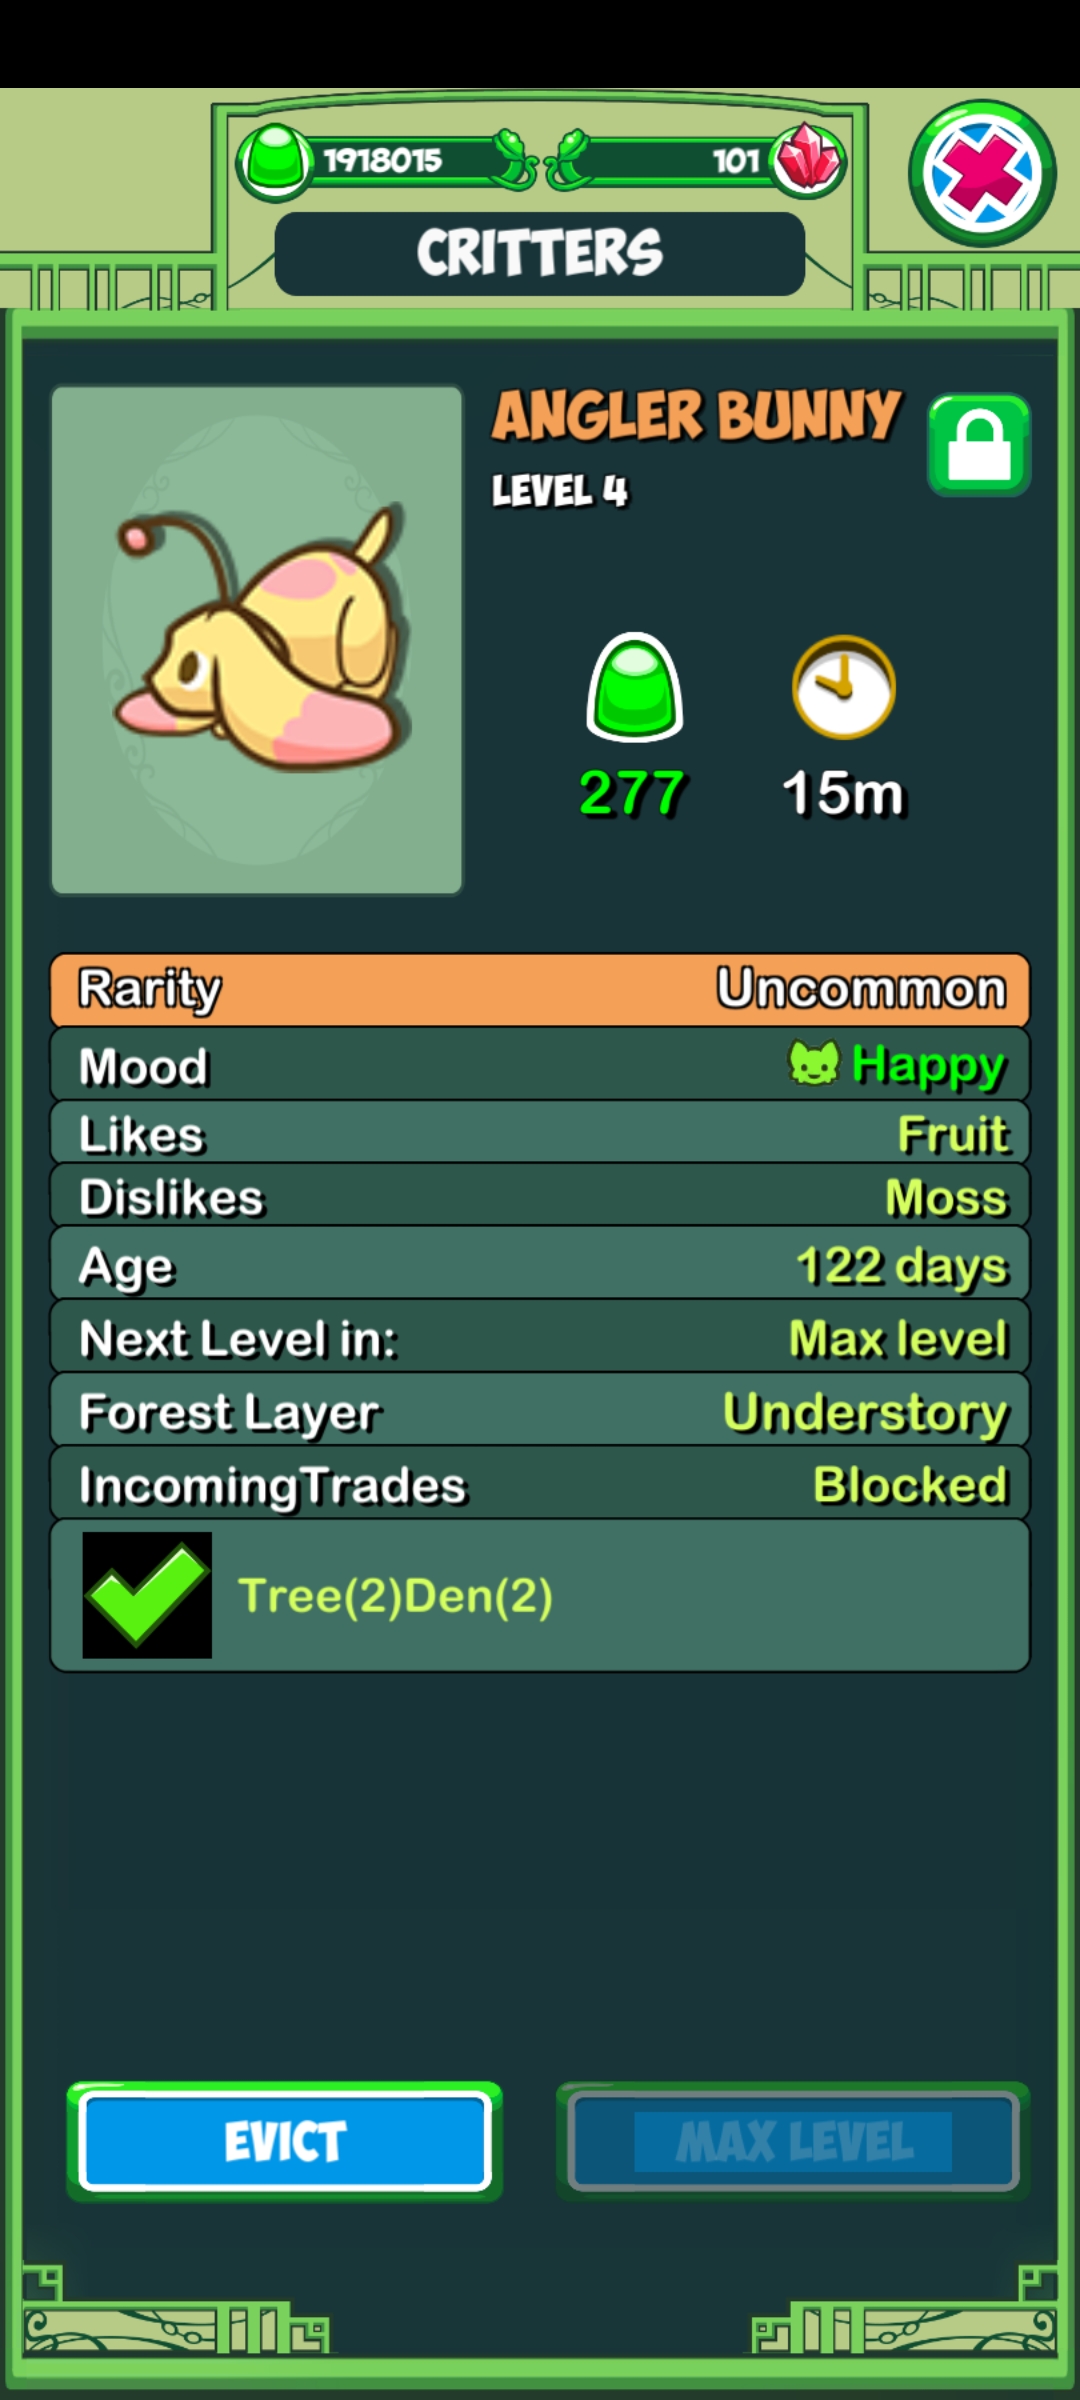 1918015
101
CRITTERS
ANGLER BUNNY
LEVEL 4
277
15m
Rarity Uncommon
Mood Happy
Likes Fruit
Dislikes Moss
Age 122 days
Next Level in: Max level
Forest Layer Understory
IncomingTrades Blocked
Tree(2)Den(2)
EVICT
MAX LEVEL